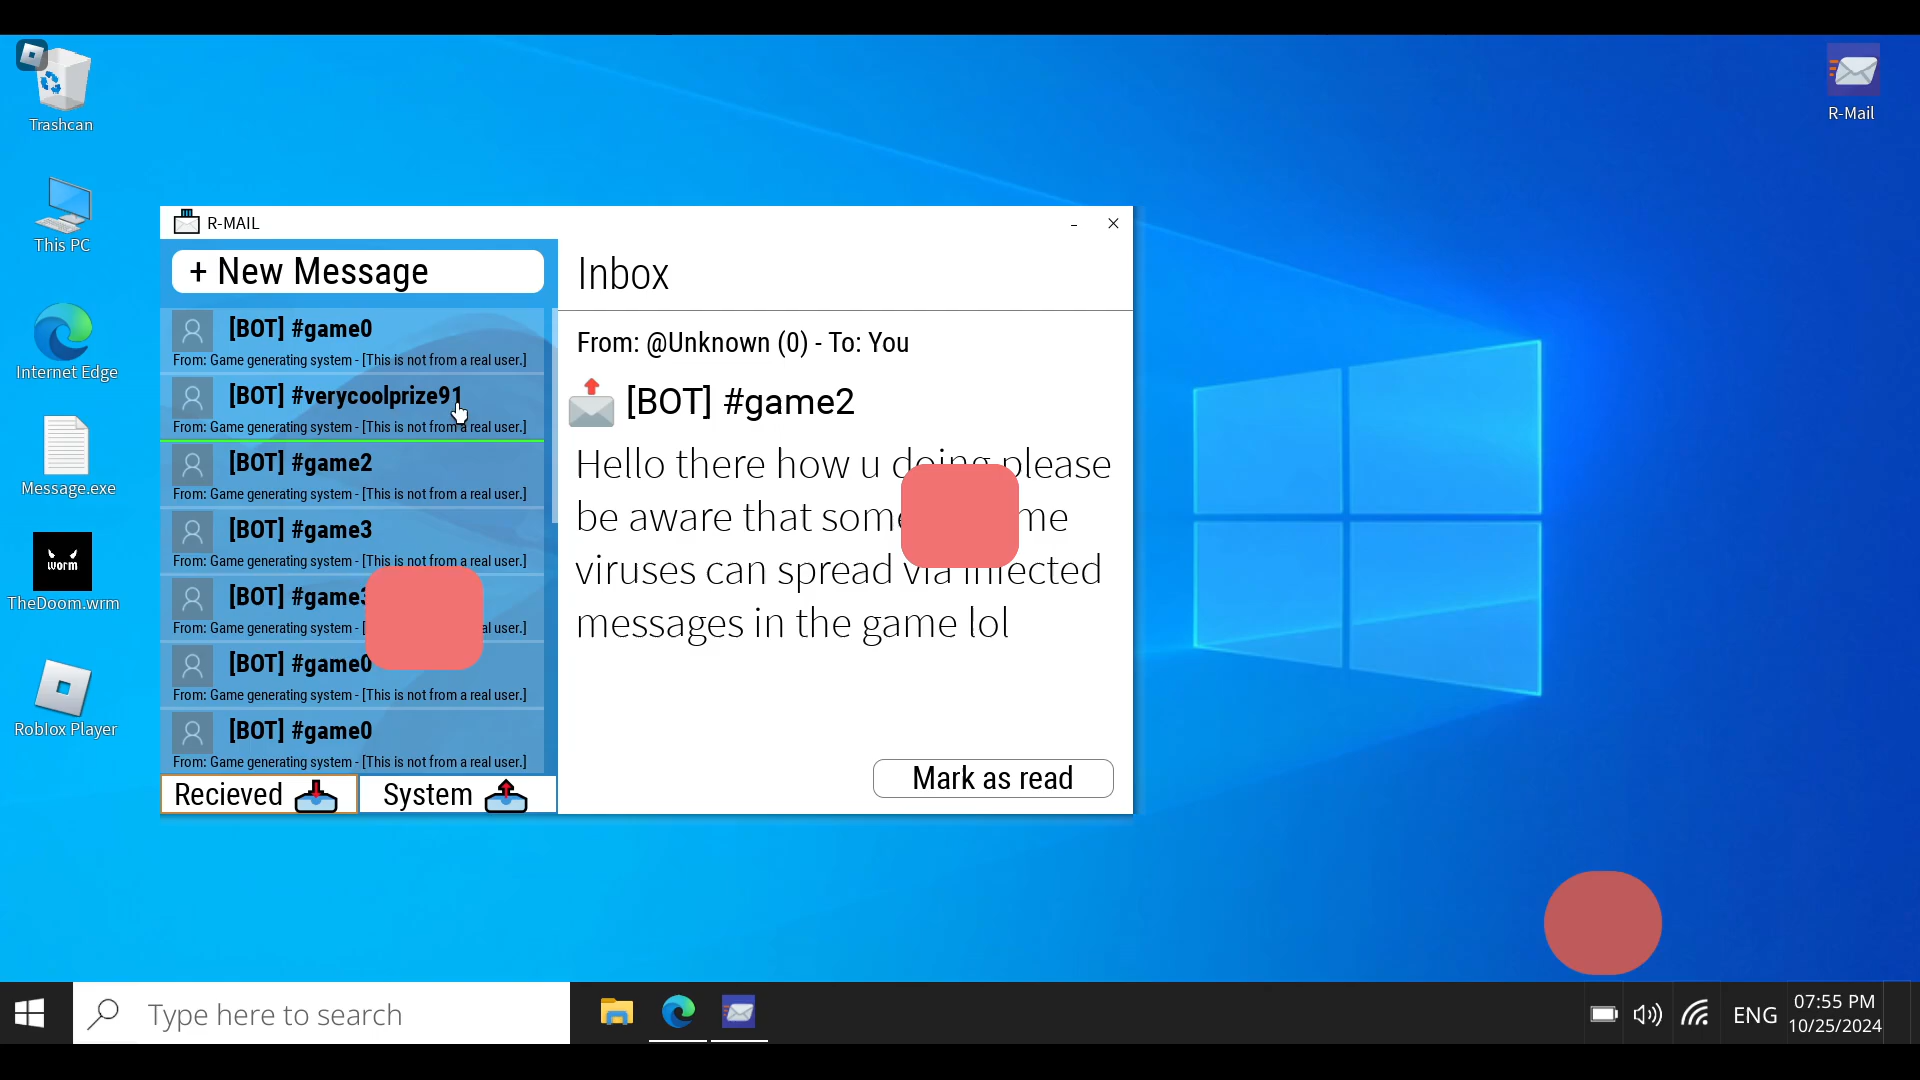 Trashcan
This PC
Internet Edge
Message.exe
worm
TheDoom.wrm
Roblox Player
R-Mail
R-MAIL
+ New Message
[BOT] #game0
From: Game generating system - [This is not from a real user.]
[BOT] #verycoolprize91
From: Game generating system - [This is not from a real user.]
[BOT] #game2
From: Game generating system - [This is not from a real user.]
[BOT] #game3
From: Game generating system - [This is not from a real user.]
[BOT] #game3
From: Game generating system - [ al user.]
[BOT] #game0
From: Game generating system - [This is not from a real user.]
[BOT] #game0
From: Game generating system - [This is not from a real user.]
Recieved
System
Inbox
From: @Unknown (0) - To: You
[BOT] #game2
Hello there how u doing please
be aware that some me
viruses can spread via infected
messages in the game lol
Mark as read
Type here to search
ENG
07:55 PM
10/25/2024